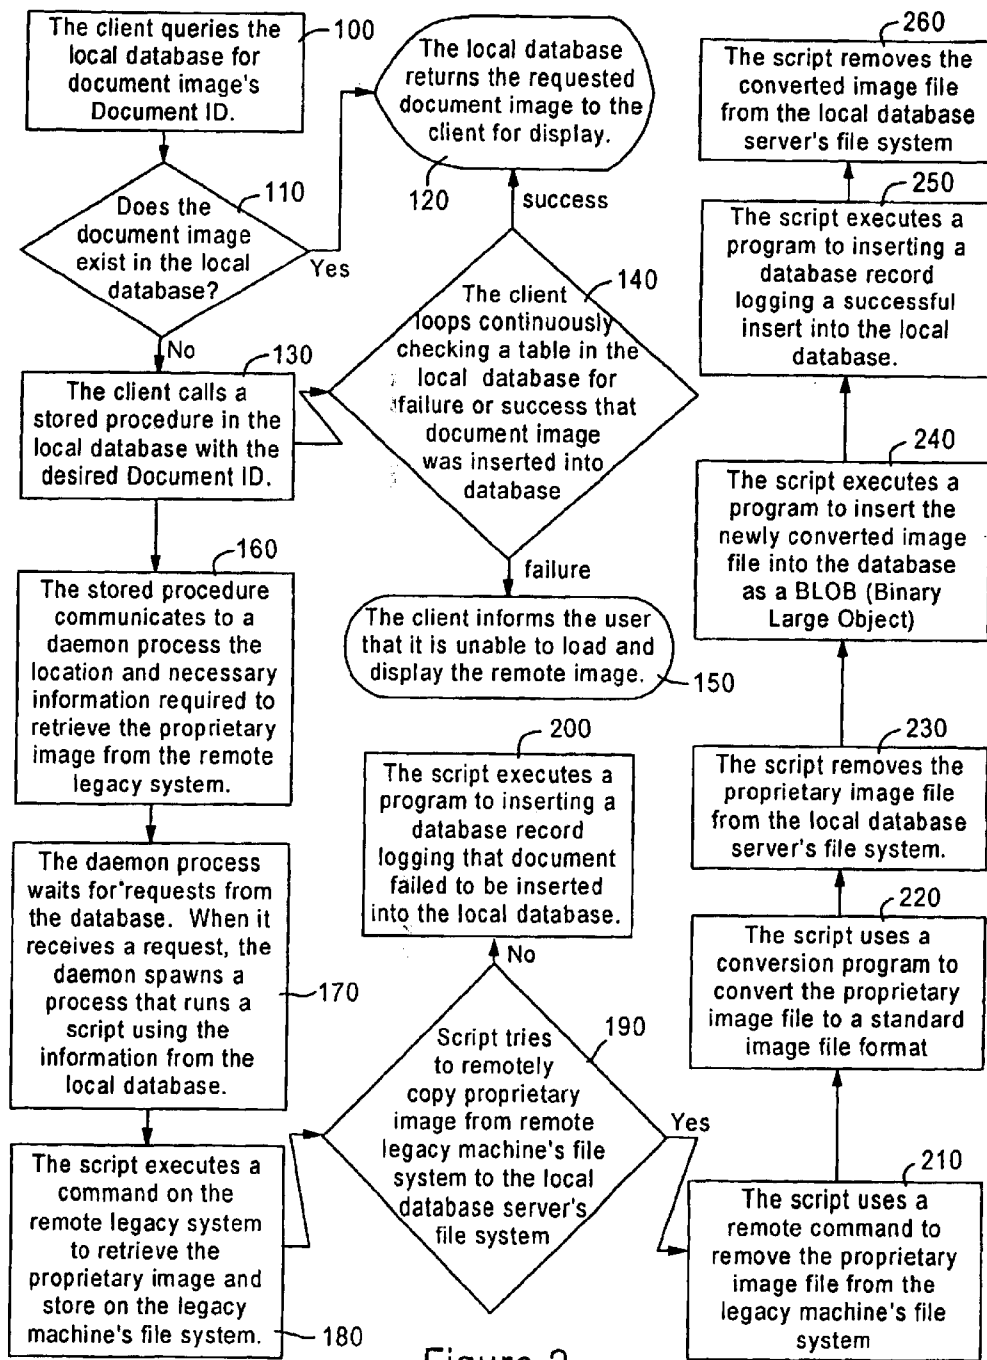 100
The client queries the
local database for
document image's
Document ID.
110
Does the
document image
exist in the local
database?
Yes
No
The local database
returns the requested
document image to the
client for display.
120
success
130
The client calls a
stored procedure in the
local database with the
desired Document ID.
140
The client
loops continuously
checking a table in the
local database for
failure or success that
document image
was inserted into
database
failure
The client informs the user
that it is unable to load and
display the remote image.
150
160
The stored procedure
communicates to a
daemon process the
location and necessary
information required to
retrieve the proprietary
image from the remote
legacy system.
The daemon process
waits for requests from
the database. When it
receives a request, the
daemon spawns a
process that runs a
script using the
information from the
local database.
170
The script executes a
command on the
remote legacy system
to retrieve the
proprietary image and
store on the legacy
machine's file system.
180
190
Script tries
to remotely
copy proprietary
image from remote
legacy machine's file
system to the local
database server's
file system
No
Yes
200
The script executes a
program to inserting a
database record
logging that document
failed to be inserted
into the local database.
210
The script uses a
remote command to
remove the proprietary
image file from the
legacy machine's file
system
220
The script uses a
conversion program to
convert the proprietary
image file to a standard
image file format
230
The script removes the
proprietary image file
from the local database
server's file system.
240
The script executes a
program to insert the
newly converted image
file into the database
as a BLOB (Binary
Large Object)
250
The script executes a
program to inserting a
database record
logging a successful
insert into the local
database.
260
The script removes the
converted image file
from the local database
server's file system
Figure 2